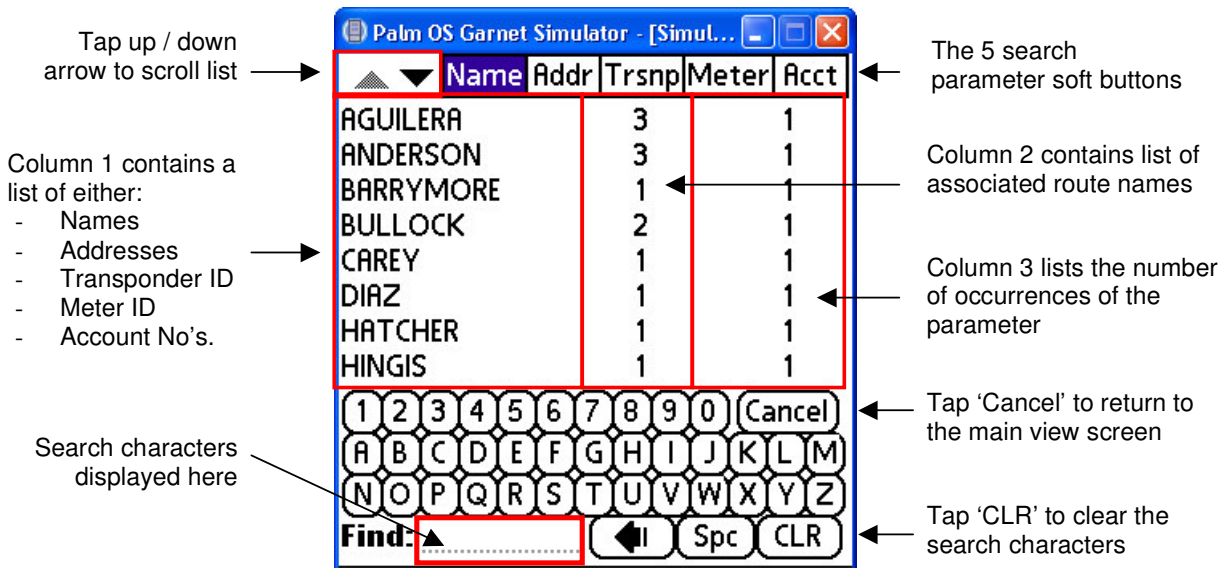 Tap up / down
arrow to scroll list
Column 1 contains a
list of either:
- Names
- Addresses
- Transponder ID
- Meter ID
- Account No's.
Search characters
displayed here
Palm OS Garnet Simulator - [Simul...
Name Addr Trsnp Meter Acct
AGUILERA 3 1
ANDERSON 3 1
BARRYMORE 1 1
BULLOCK 2 1
CAREY 1 1
DIAZ 1 1
HATCHER 1 1
HINGIS 1 1
1 2 3 4 5 6 7 8 9 0 Cancel
A B C D E F G H I J K L M
N O P Q R S T U V W X Y Z
Find: Spc CLR
The 5 search
parameter soft buttons
Column 2 contains list of
associated route names
Column 3 lists the number
of occurrences of the
parameter
Tap 'Cancel' to return to
the main view screen
Tap 'CLR' to clear the
search characters